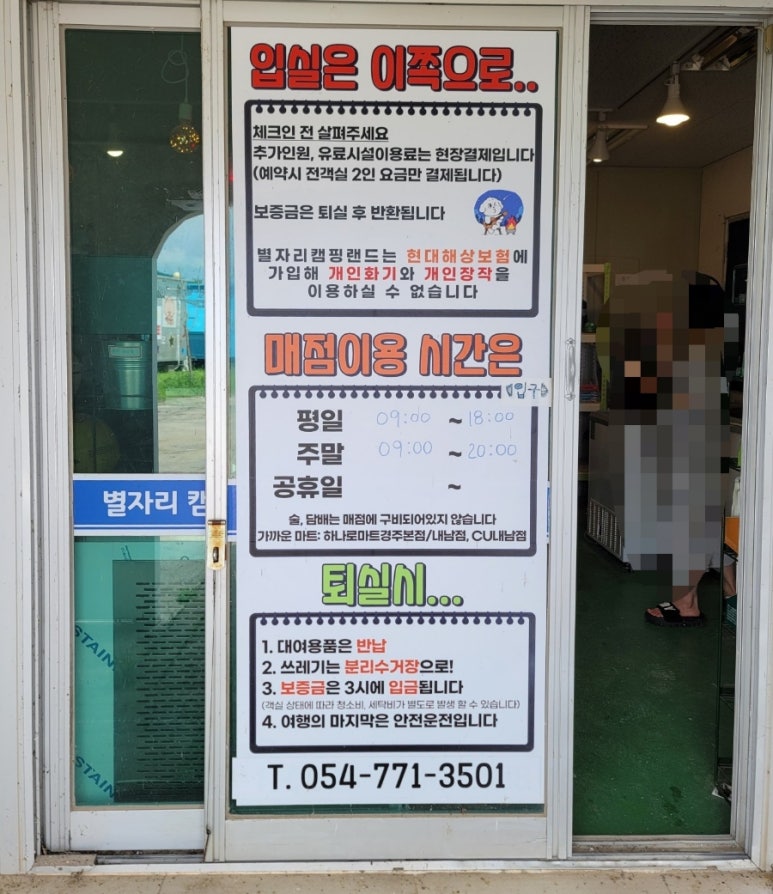 입실은 이쪽으로..
체크인 전 살펴주세요
추가인원, 유료시설이용료는 현장결제입니다
(예약시 전객실 2인 요금만 결제됩니다)
보증금은 퇴실 후 반환됩니다
별자리캠핑랜드는 현대해상보험에
가입해 개인화기와 개인장작을
이용하실 수 없습니다
매점이용 시간은
입구
평일 09:00 ~ 18:00
주말 09:00 ~ 20:00
공휴일 ~
술, 담배는 매점에 구비되어있지 않습니다
가까운 마트: 하나로마트경주본점/내남점, CU내남점
별자리 캠
퇴실시...
1. 대여용품은 반납
2. 쓰레기는 분리수거장으로!
3. 보증금은 3시에 입금됩니다
(객실 상태에 따라 청소비, 세탁비가 별도로 발생 할 수 있습니다)
4. 여행의 마지막은 안전운전입니다
T. 054-771-3501
STAIN
STAIN